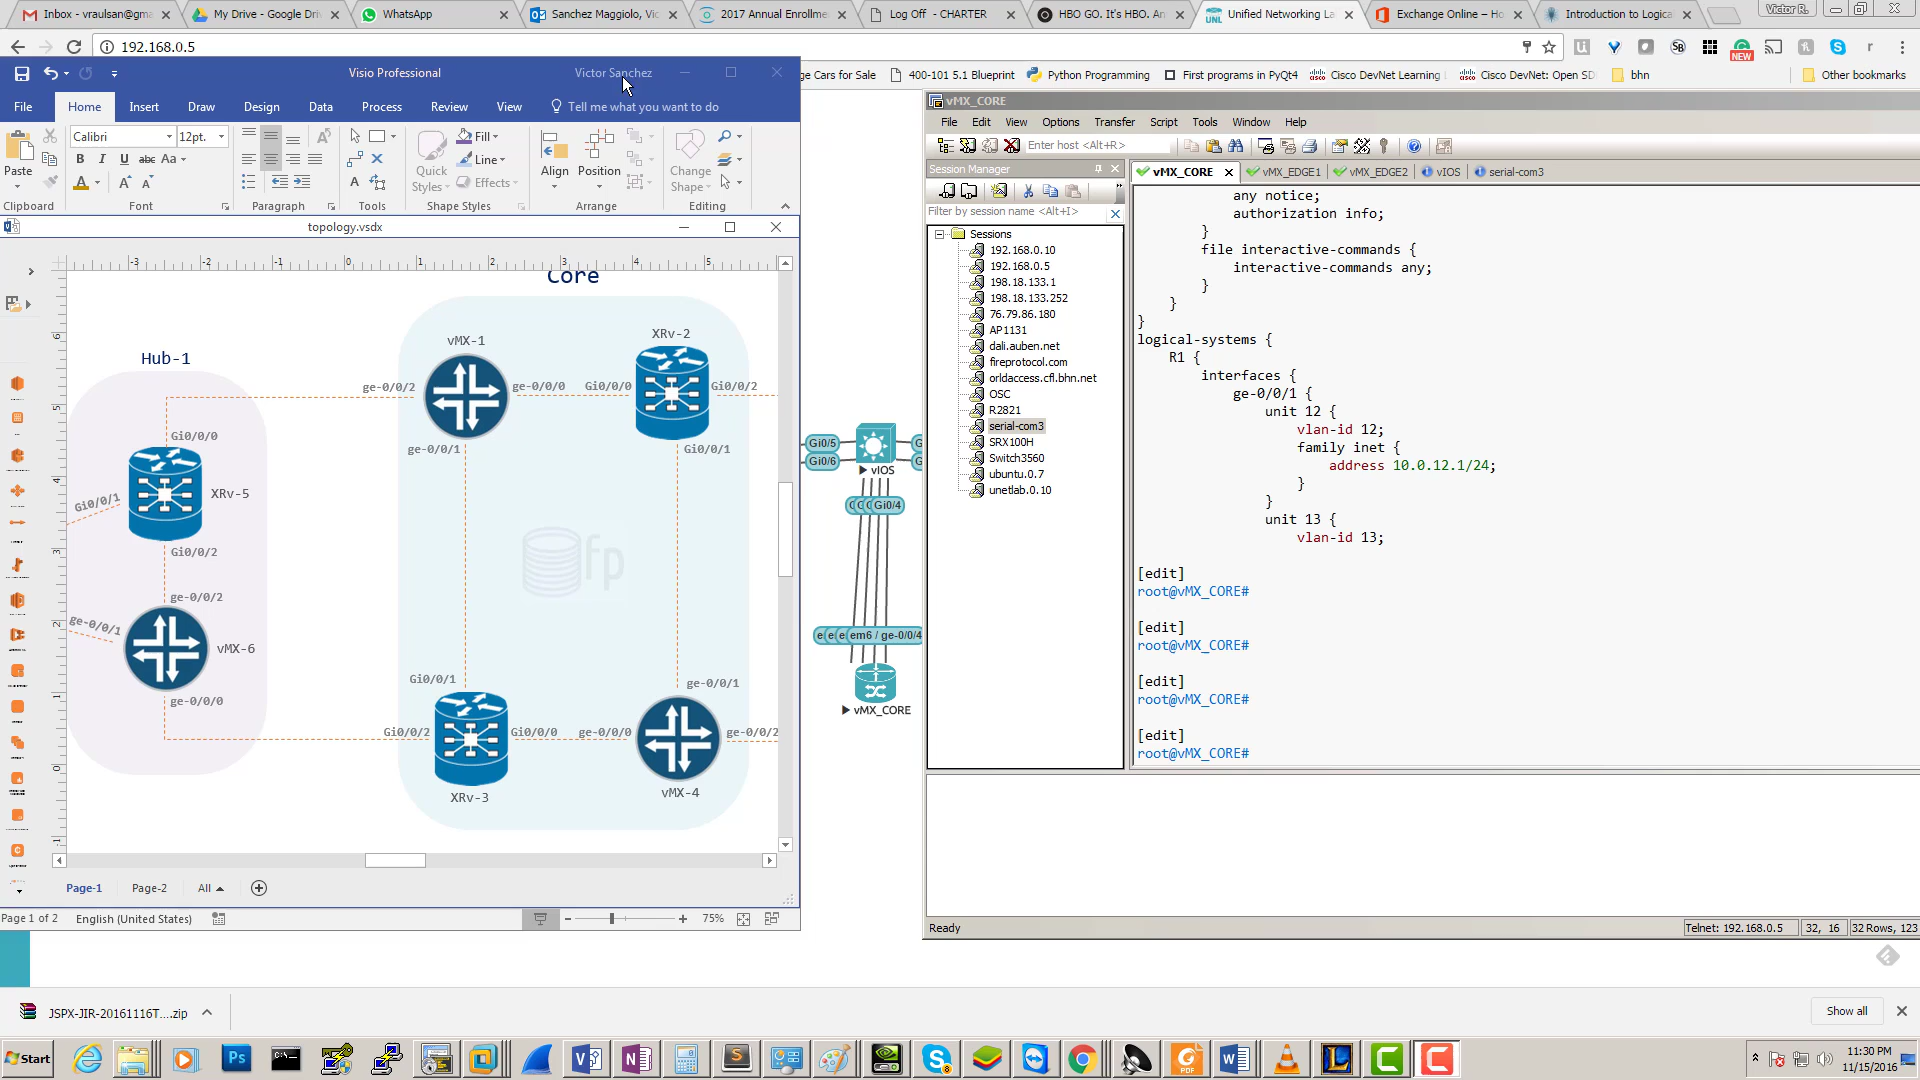 Inbox - vraulsan@gma
My Drive - Google Dri
WhatsApp
Sanchez Maggiolo, Vic
2017 Annual Enrollme
Log Off - CHARTER
HBO GO. It's HBO. An
Unified Networking La
Exchange Online – Ho
Introduction to Logica
Victor R.
192.168.0.5
ge Cars for Sale
400-101 5.1 Blueprint
Python Programming
First programs in PyQt4
Cisco DevNet Learning
Cisco DevNet: Open SD
bhn
Other bookmarks
Visio Professional
Victor Sanchez
File
Home
Insert
Draw
Design
Data
Process
Review
View
Tell me what you want to do
Paste
Calibri
12pt.
B I U abc Aa
A
Fill
Line
Effects
Quick Styles
Align
Position
Change Shape
Clipboard
Font
Paragraph
Tools
Shape Styles
Arrange
Editing
topology.vsdx
-3 -2 -1 0 1 2 3 4 5
Core
Hub-1
vMX-1
XRv-2
ge-0/0/2
ge-0/0/0
Gi0/0/0
Gi0/0/2
Gi0/0/0
ge-0/0/1
Gi0/0/1
Gi0/0/1
XRv-5
Gi0/0/2
fp
ge-0/0/2
ge-0/0/1
vMX-6
ge-0/0/0
Gi0/0/1
ge-0/0/1
Gi0/0/2
Gi0/0/0
ge-0/0/0
ge-0/0/2
XRv-3
vMX-4
Page-1
Page-2
All
Page 1 of 2
English (United States)
75%
Gi0/5
Gi0/6
vIOS
Gi0/4
em6 / ge-0/0/4
vMX_CORE
vMX_CORE
File
Edit
View
Options
Transfer
Script
Tools
Window
Help
Enter host <Alt+R>
Session Manager
Filter by session name <Alt+I>
Sessions
192.168.0.10
192.168.0.5
198.18.133.1
198.18.133.252
76.79.86.180
AP1131
dali.auben.net
fireprotocol.com
orldaccess.cfl.bhn.net
OSC
R2821
serial-com3
SRX100H
Switch3560
ubuntu.0.7
unetlab.0.10
vMX_CORE
vMX_EDGE1
vMX_EDGE2
vIOS
serial-com3
any notice;
authorization info;
}
file interactive-commands {
interactive-commands any;
}
}
}
logical-systems {
R1 {
interfaces {
ge-0/0/1 {
unit 12 {
vlan-id 12;
family inet {
address 10.0.12.1/24;
}
}
unit 13 {
vlan-id 13;
[edit]
root@vMX_CORE#
[edit]
root@vMX_CORE#
[edit]
root@vMX_CORE#
[edit]
root@vMX_CORE#
Ready
Telnet: 192.168.0.5
32, 16
32 Rows, 123
JSPX-JIR-20161116T....zip
Show all
Start
11:30 PM
11/15/2016